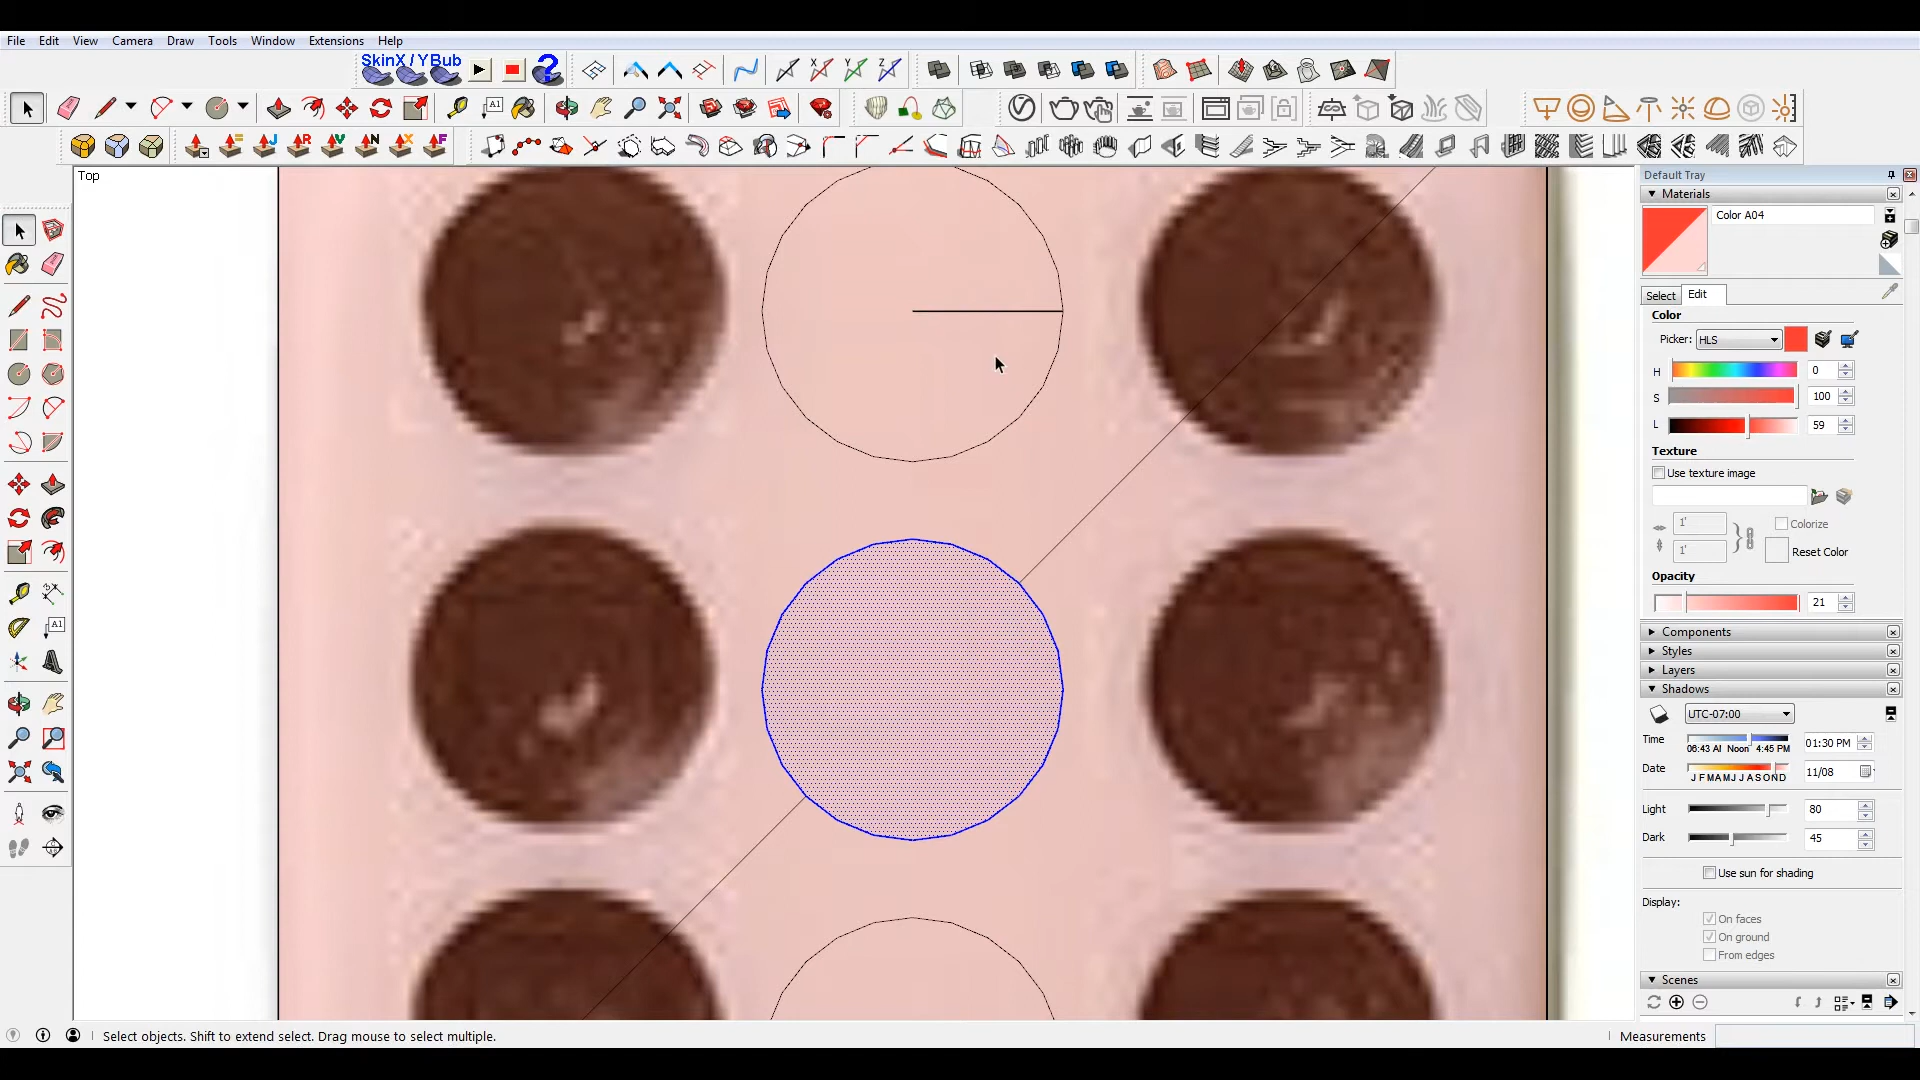 File Edit View Camera Draw Tools Window Extensions Help
SkinX / YBub
?
X Y Z
A1
J R V N X F
Top
Default Tray
Materials
Color A04
Select Edit
Color
Picker: HLS
H 0
S 100
L 59
Texture
Use texture image
1'
Colorize
1'
Reset Color
Opacity
21
A1
Components
Styles
Layers
Shadows
UTC-07:00
Time 06:43 AI Noon 4:45 PM 01:30 PM
Date J F M A M J J A S O N D 11/08
Light 80
Dark 45
Use sun for shading
Display:
On faces
On ground
From edges
Scenes
Select objects. Shift to extend select. Drag mouse to select multiple.
Measurements